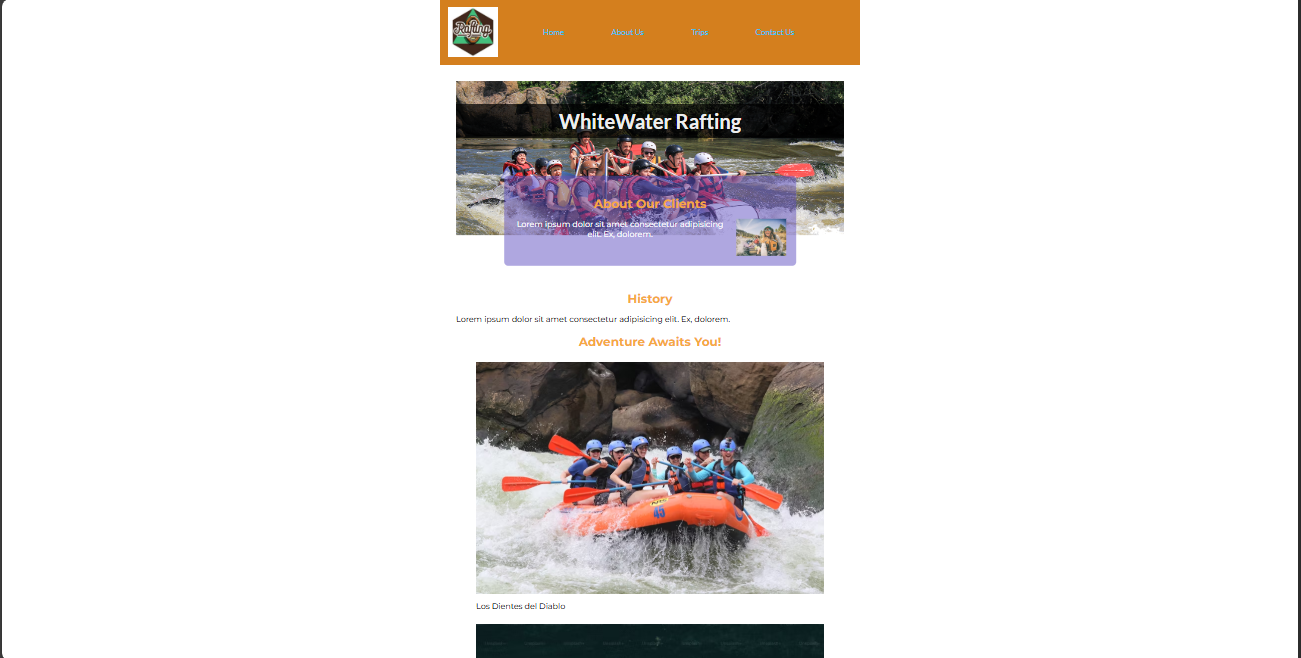 Rafting
Home
About Us
Trips
Contact Us
WhiteWater Rafting
About Our Clients
Lorem ipsum dolor sit amet consectetur adipisicing
elit. Ex, dolorem.
History
Lorem ipsum dolor sit amet consectetur adipisicing elit. Ex, dolorem.
Adventure Awaits You!
43
Los Dientes del Diablo